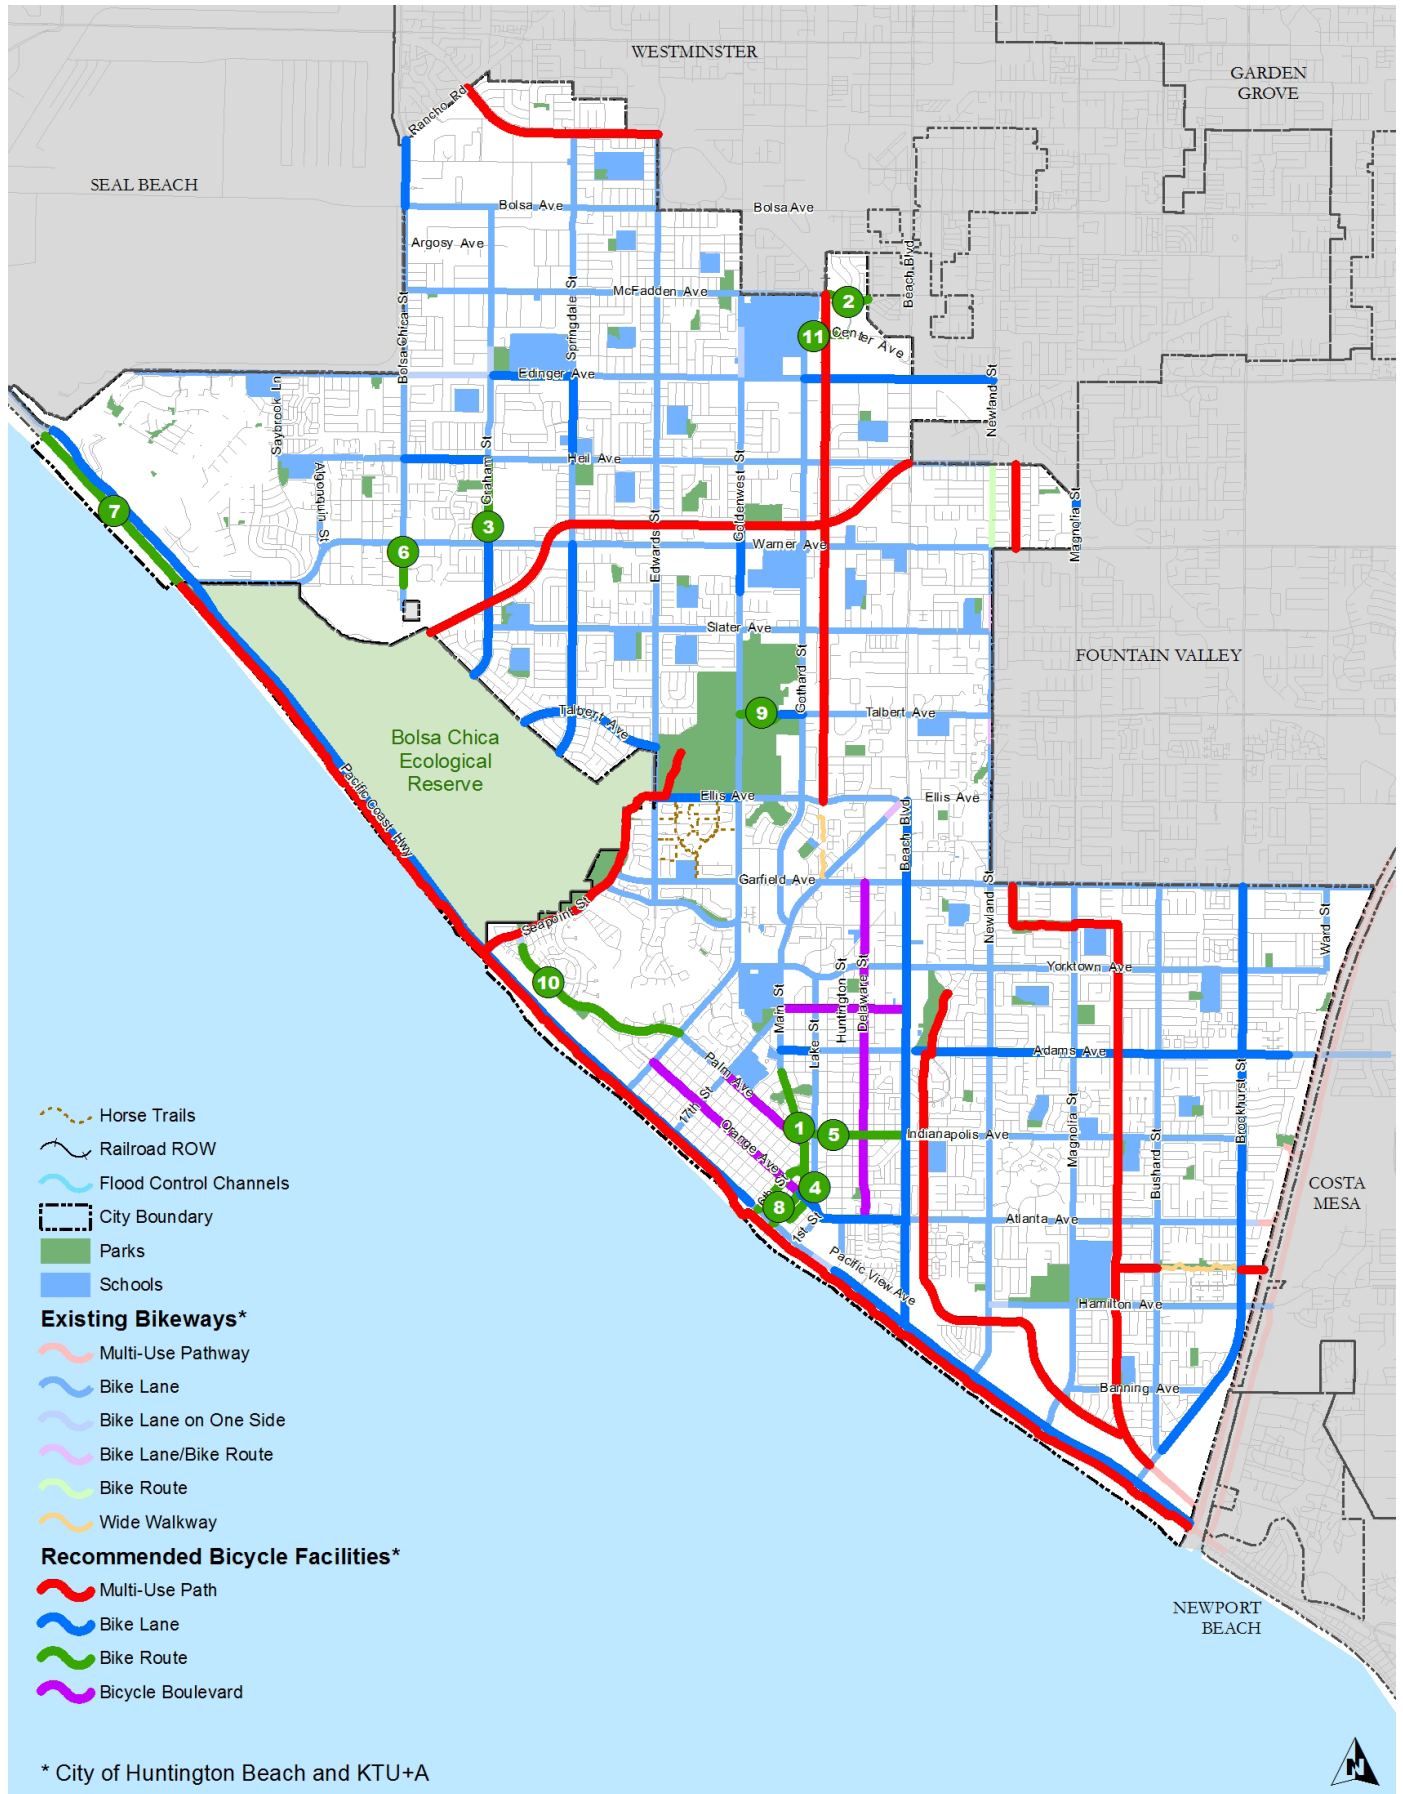 WESTMINSTER
GARDEN
GROVE
Rancho Rd
SEAL BEACH
Bolsa Ave
Bolsa Ave
Argosy Ave
Beach Blvd
McFadden Ave
2
Bolsa Chica St
Springdale St
11
Center Ave
Edinger Ave
Saybrook Ln
Newland St
Graham St
Heil Ave
Algonquin St
Goldenwest St
Magnolia St
7
3
6
Edwards St
Warner Ave
Slater Ave
FOUNTAIN VALLEY
Gothard St
Talbert Ave
9
Talbert Ave
Bolsa Chica
Ecological
Reserve
Pacific Coast Hwy
Ellis Ave
Ellis Ave
Beach Blvd
Garfield Ave
Newland St
Seapoint St
Ward St
Yorktown Ave
10
Main St
Huntington St
Delaware St
Lake St
Adams Ave
Palm Ave
17th St
Brookhurst St
Magnolia St
Bushard St
1
5
Indianapolis Ave
Orange Ave
4
6th St
8
1st St
Atlanta Ave
COSTA
MESA
Pacific View Ave
Hamilton Ave
Banning Ave
NEWPORT
BEACH
Horse Trails
Railroad ROW
Flood Control Channels
City Boundary
Parks
Schools
Existing Bikeways*
Multi-Use Pathway
Bike Lane
Bike Lane on One Side
Bike Lane/Bike Route
Bike Route
Wide Walkway
Recommended Bicycle Facilities*
Multi-Use Path
Bike Lane
Bike Route
Bicycle Boulevard
* City of Huntington Beach and KTU+A
N